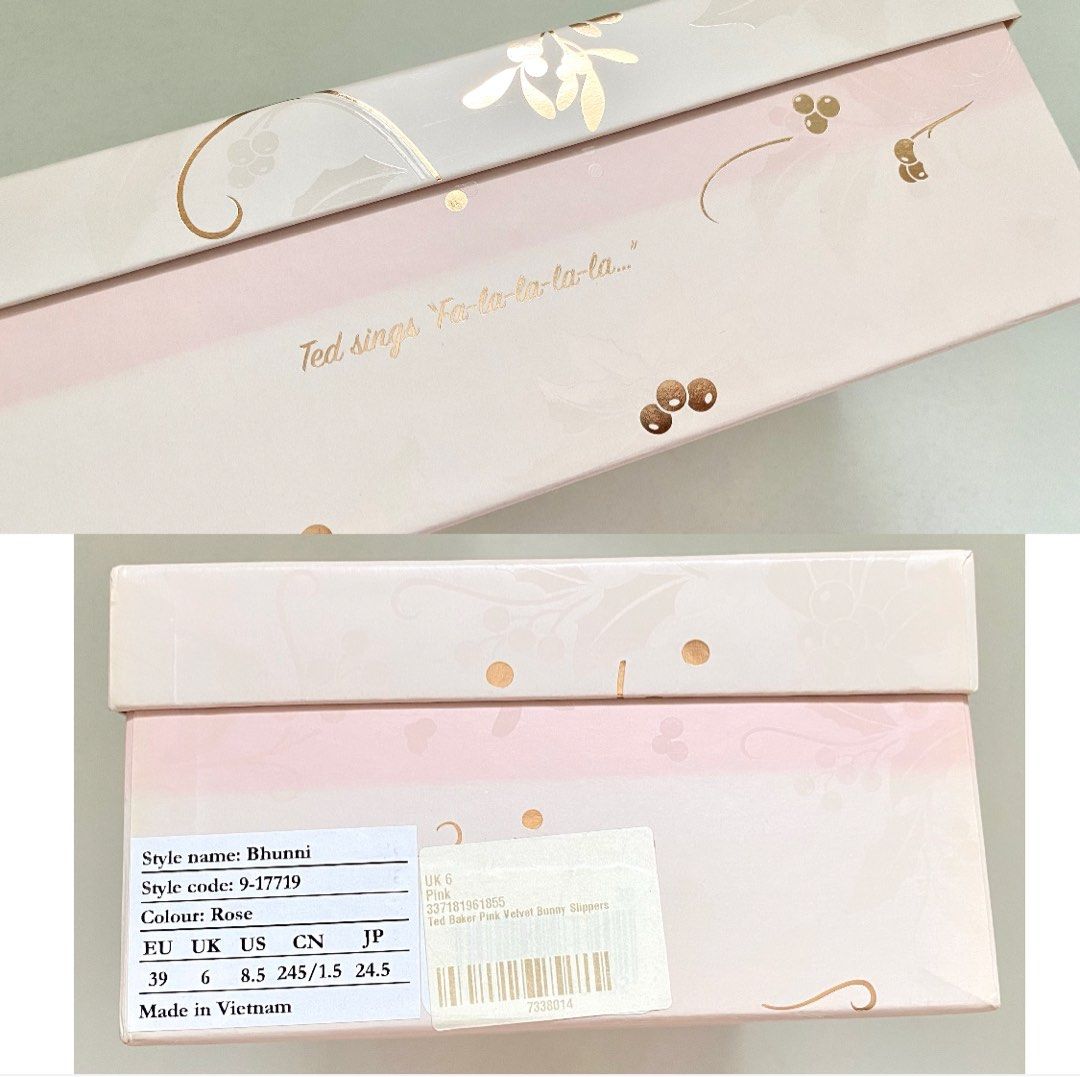 Ted sings “Fa-la-la-la-la...”
Style name: Bhunni
Style code: 9-17719
Colour: Rose
EU UK US CN JP
39 6 8.5 245/1.5 24.5
Made in Vietnam
UK 6
Pink
337181961855
Ted Baker Pink Velvet Bunny Slippers
7338014